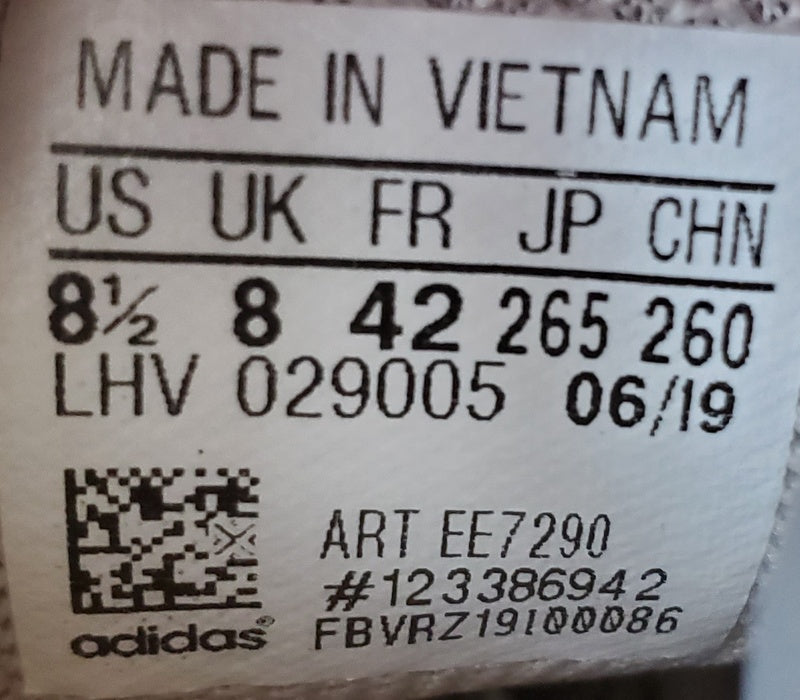 MADE IN VIETNAM
US UK FR JP CHN
8½ 8 42 265 260
LHV 029005 06/19
ART EE7290
#123386942
adidas® FBVRZ19I00086